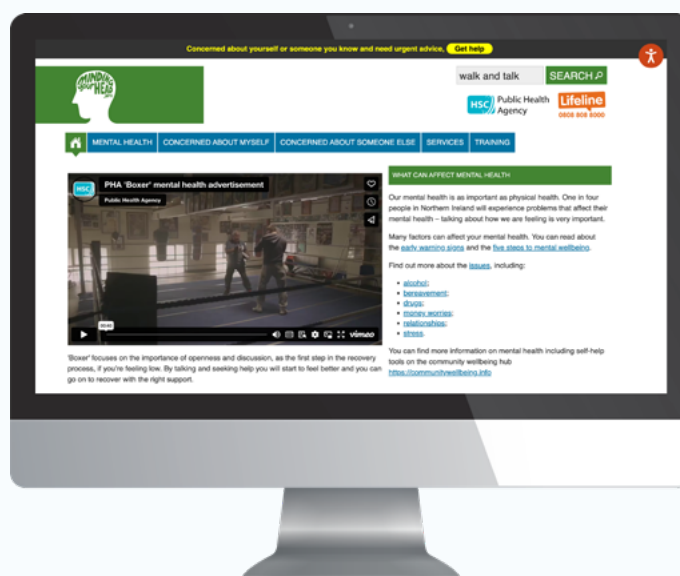 Concerned about yourself or someone you know and need urgent advice, Get help
MINDING
YOUR
HEAD
walk and talk
SEARCH
HSC Public Health
Agency
Lifeline
0808 808 8000
MENTAL HEALTH
CONCERNED ABOUT MYSELF
CONCERNED ABOUT SOMEONE ELSE
SERVICES
TRAINING
HSC
PHA 'Boxer' mental health advertisement
Public Health Agency
00:00
vimeo
'Boxer' focuses on the importance of openness and discussion, as the first step in the recovery
process, if you're feeling low. By talking and seeking help you will start to feel better and you can
go on to recover with the right support.
WHAT CAN AFFECT MENTAL HEALTH
Our mental health is as important as physical health. One in four
people in Northern Ireland will experience problems that affect their
mental health – talking about how we are feeling is very important.
Many factors can affect your mental health. You can read about
the early warning signs and the five steps to mental wellbeing.
Find out more about the issues, including:
• alcohol;
• bereavement;
• drugs;
• money worries;
• relationships;
• stress.
You can find more information on mental health including self-help
tools on the community wellbeing hub
https://communitywellbeing.info